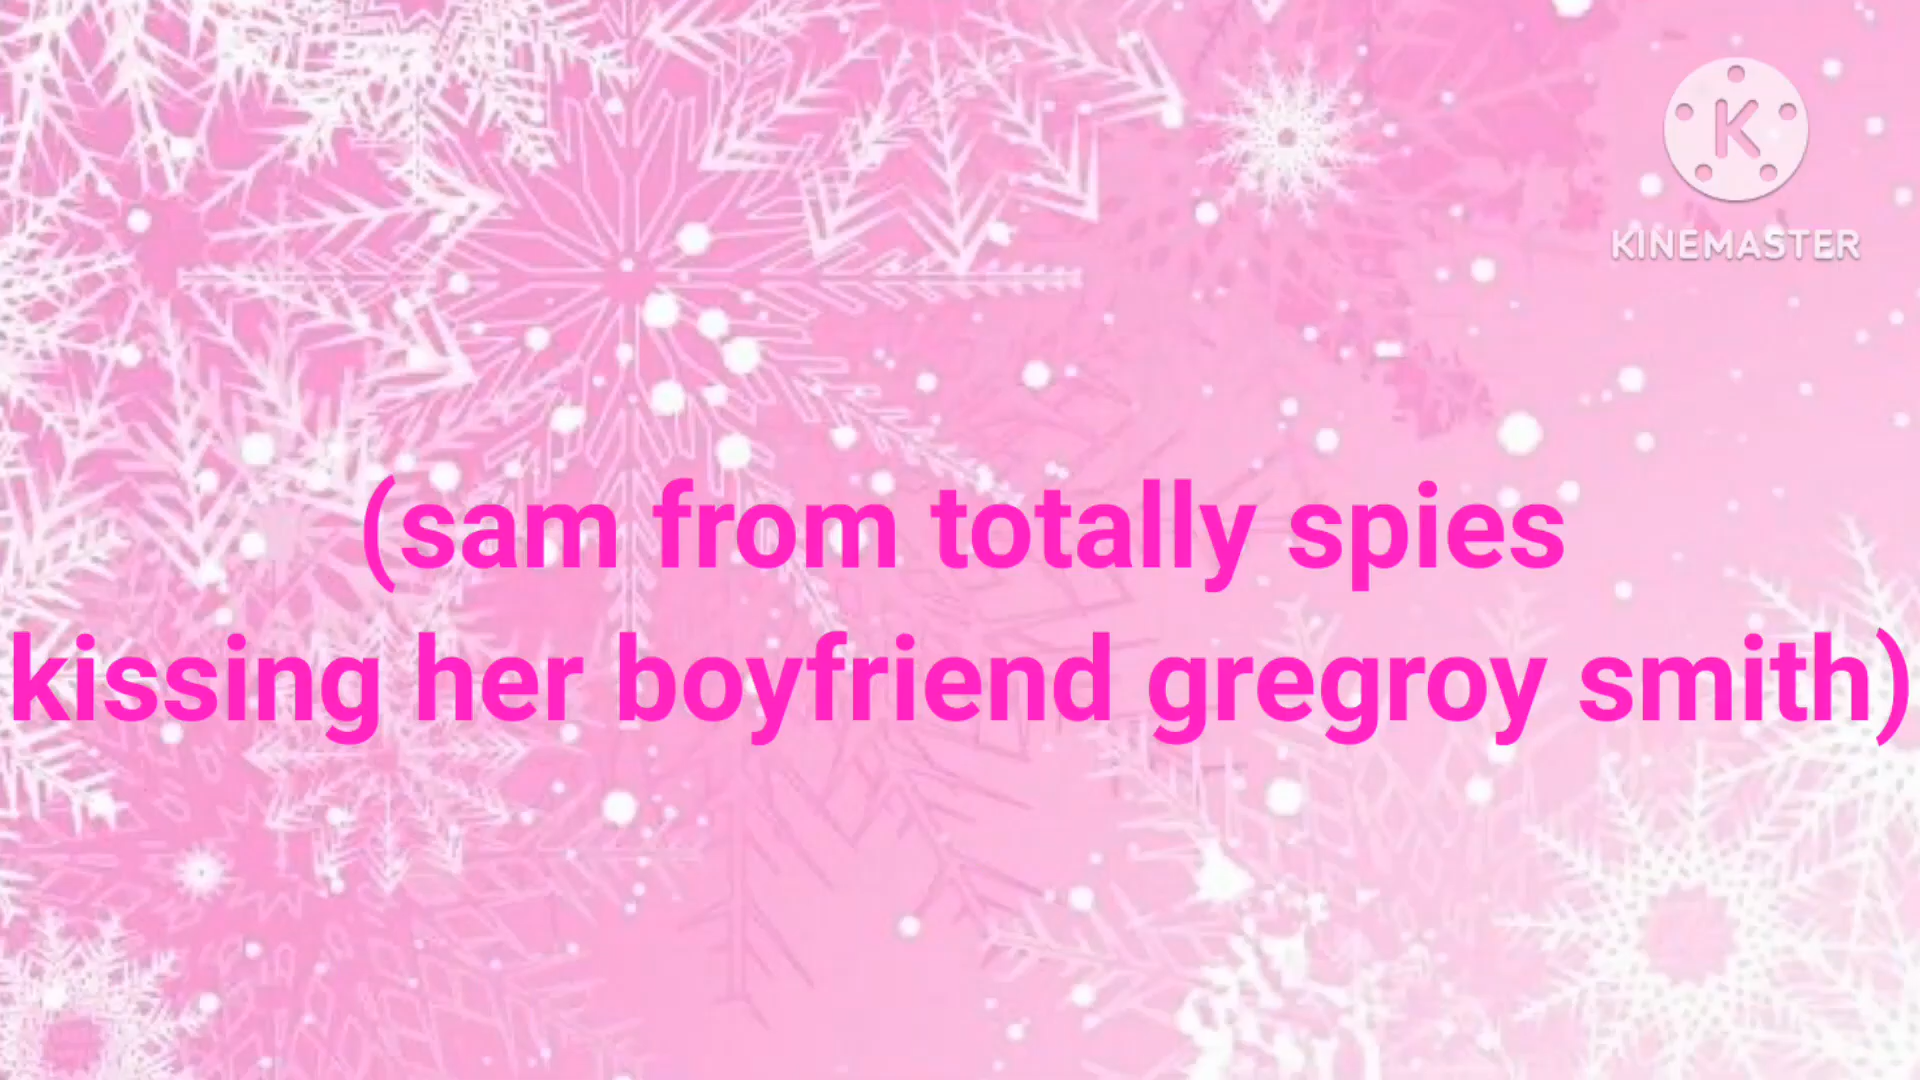 K
KINEMASTER
(sam from totally spies
kissing her boyfriend gregroy smith)